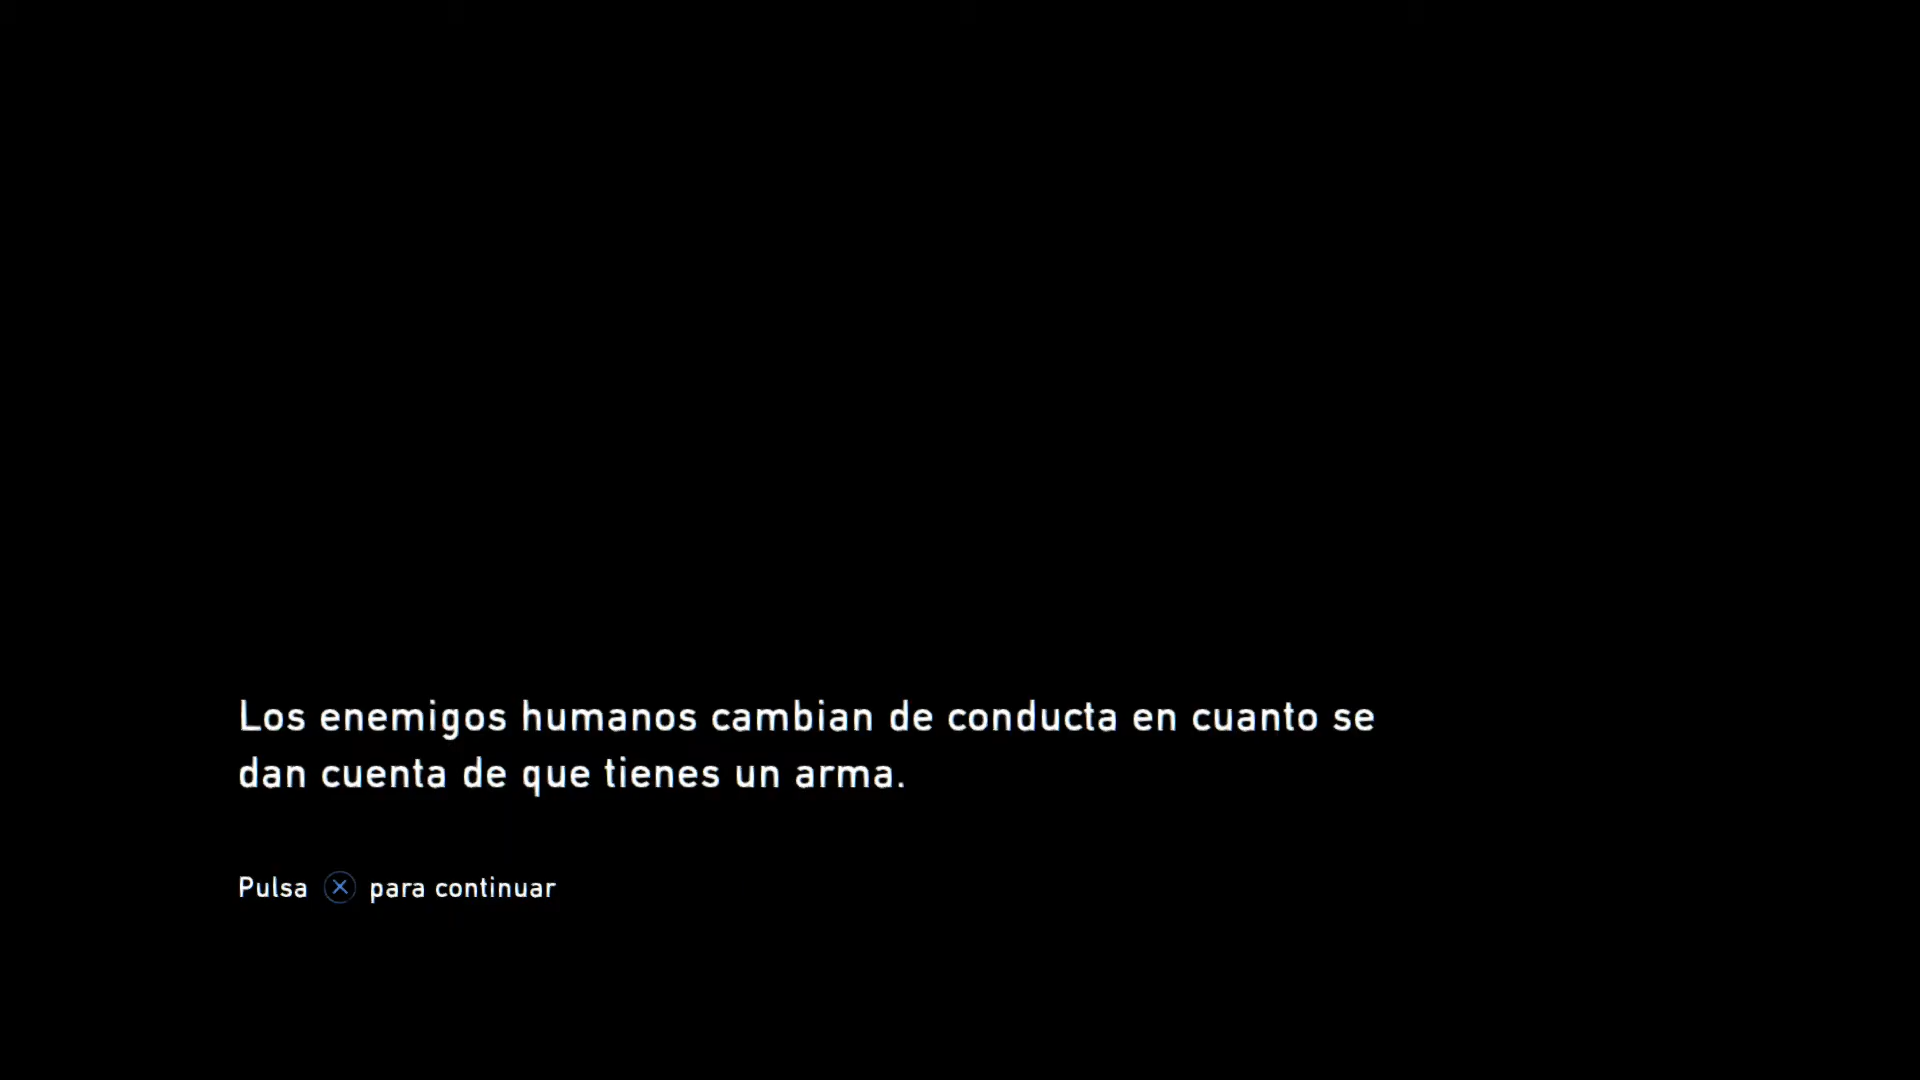 Los enemigos humanos cambian de conducta en cuanto se
dan cuenta de que tienes un arma.
Pulsa ⓧ para continuar